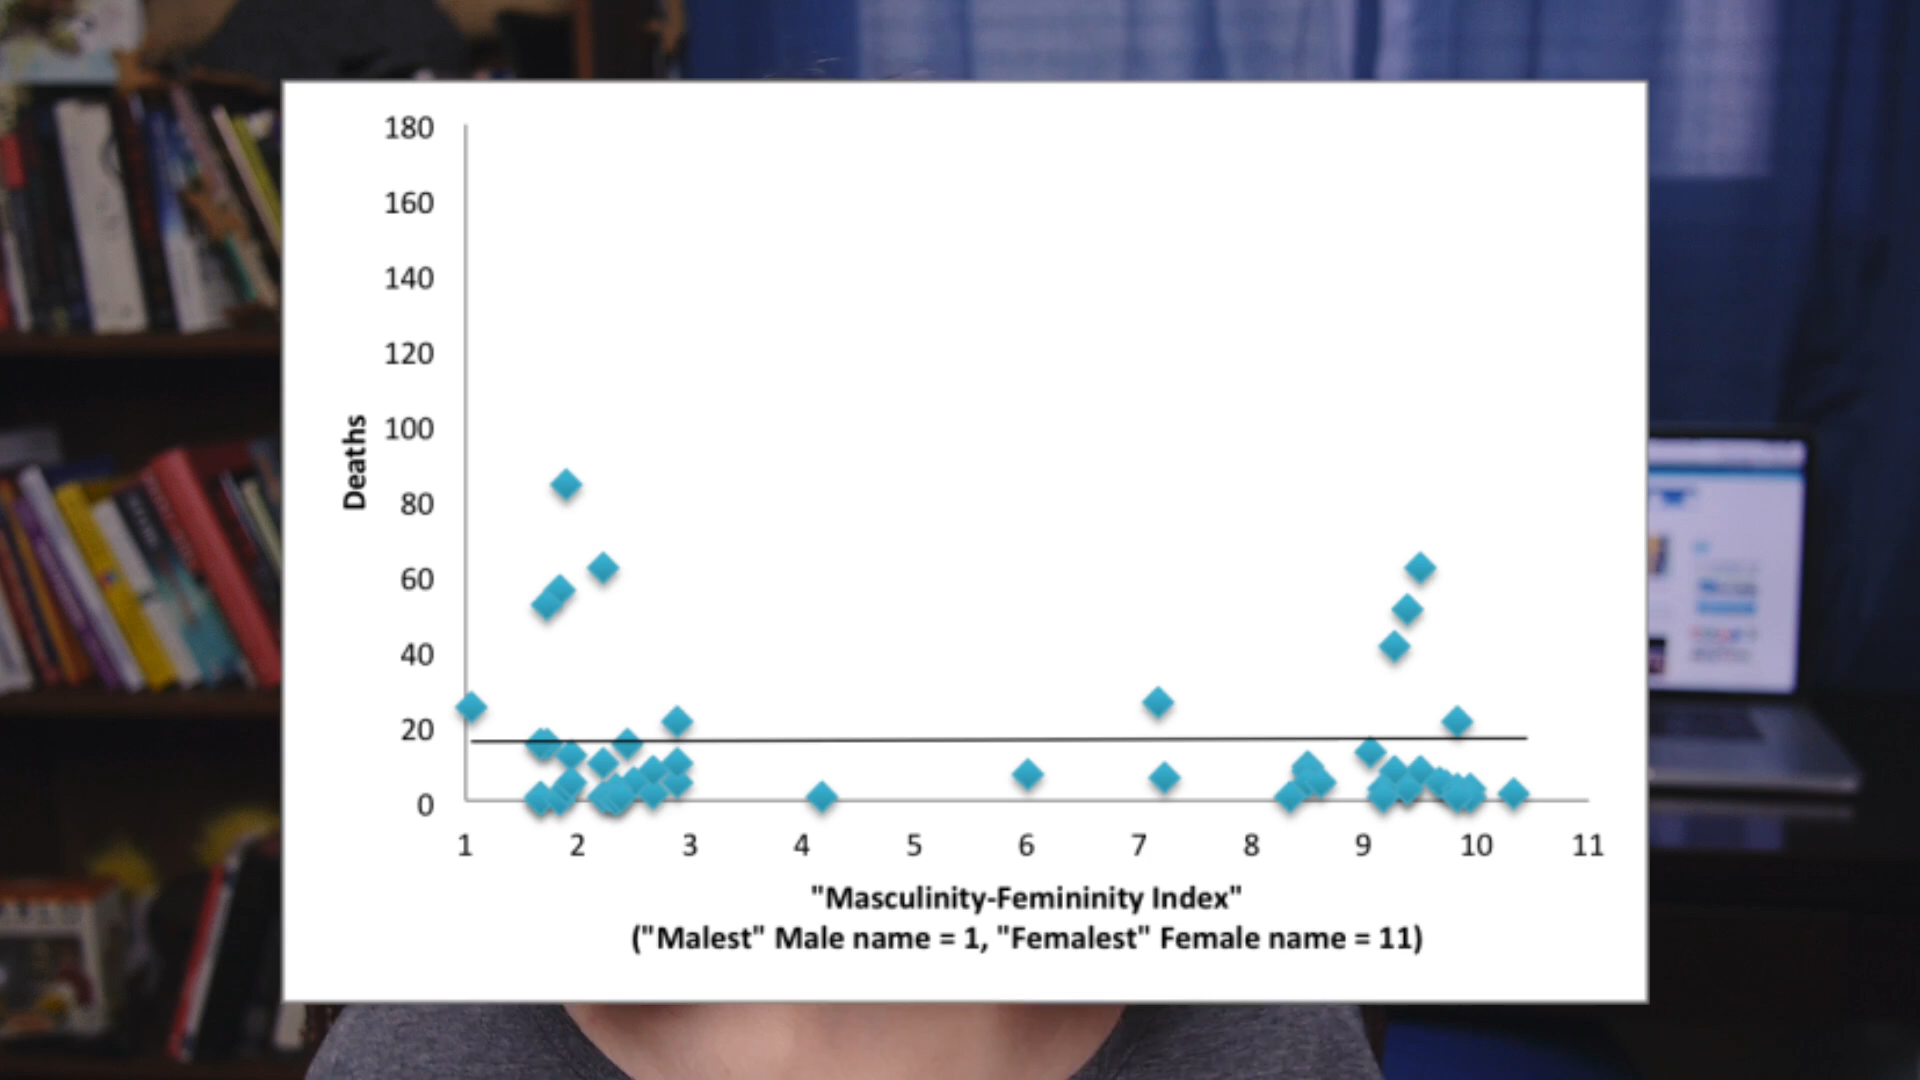 180
160
140
120
100
80
60
40
20
0
Deaths
1 2 3 4 5 6 7 8 9 10 11
"Masculinity-Femininity Index"
("Malest" Male name = 1, "Femalest" Female name = 11)